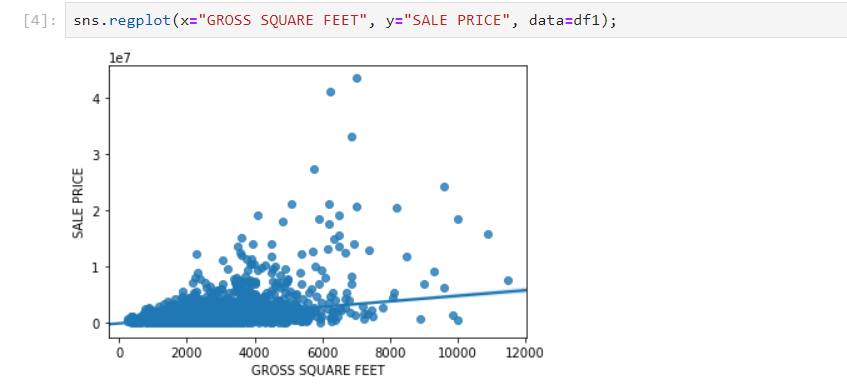 [4]: sns.regplot(x="GROSS SQUARE FEET", y="SALE PRICE", data=df1);
1e7
4
3
2
1
0
SALE PRICE
0 2000 4000 6000 8000 10000 12000
GROSS SQUARE FEET